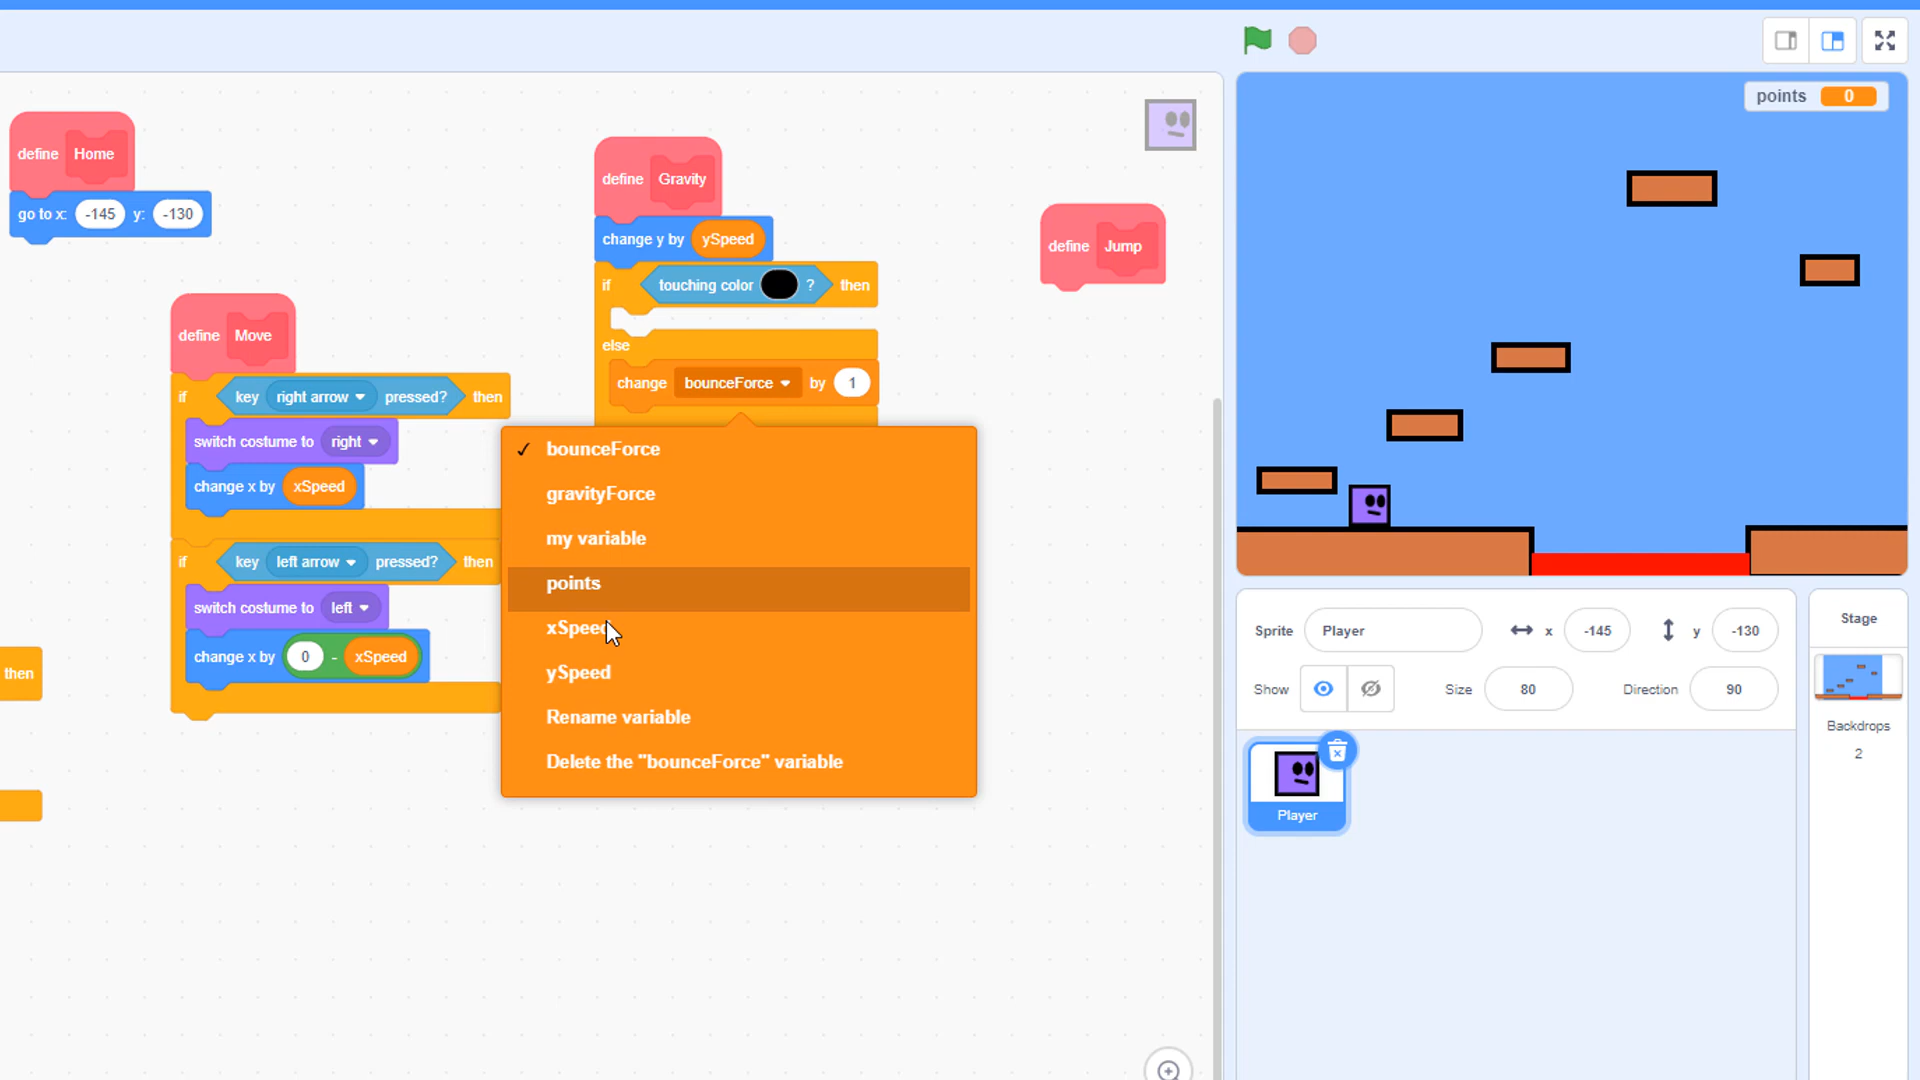 define Home
go to x: -145 y: -130
define Move
if key right arrow pressed? then
switch costume to right
change x by xSpeed
if key left arrow pressed? then
switch costume to left
change x by 0 - xSpeed
then
define Gravity
change y by ySpeed
if touching color ? then
else
change bounceForce by 1
✓ bounceForce
gravityForce
my variable
points
xSpeed
ySpeed
Rename variable
Delete the "bounceForce" variable
define Jump
points 0
Sprite Player x -145 y -130
Show Size 80 Direction 90
Player
Stage
Backdrops
2